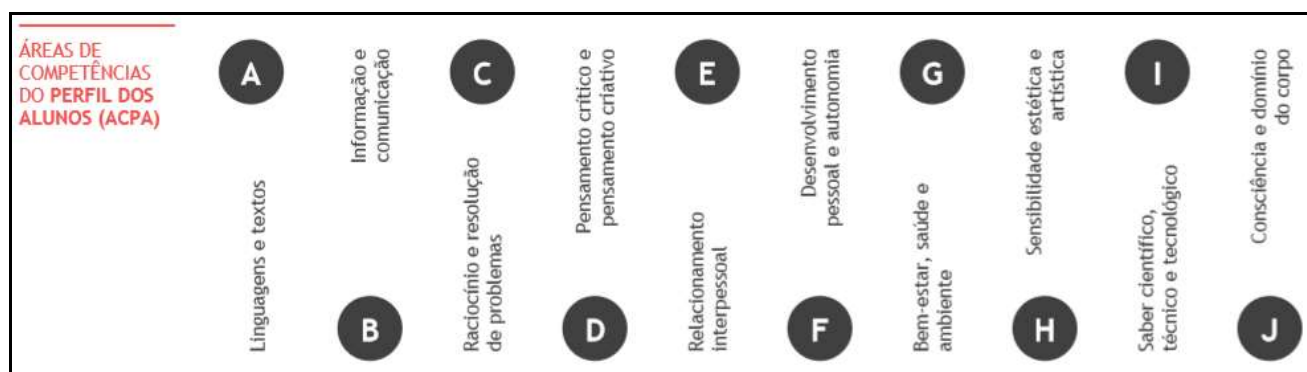 ÁREAS DE
COMPETÊNCIAS
DO PERFIL DOS
ALUNOS (ACPA)
A
Linguagens e textos
Informação e
comunicação
B
C
Raciocínio e resolução
de problemas
Pensamento crítico e
pensamento criativo
D
E
Relacionamento
interpessoal
Desenvolvimento
pessoal e autonomia
F
G
Bem-estar, saúde e
ambiente
Sensibilidade estética e
artística
H
I
Saber científico,
técnico e tecnológico
Consciência e domínio
do corpo
J